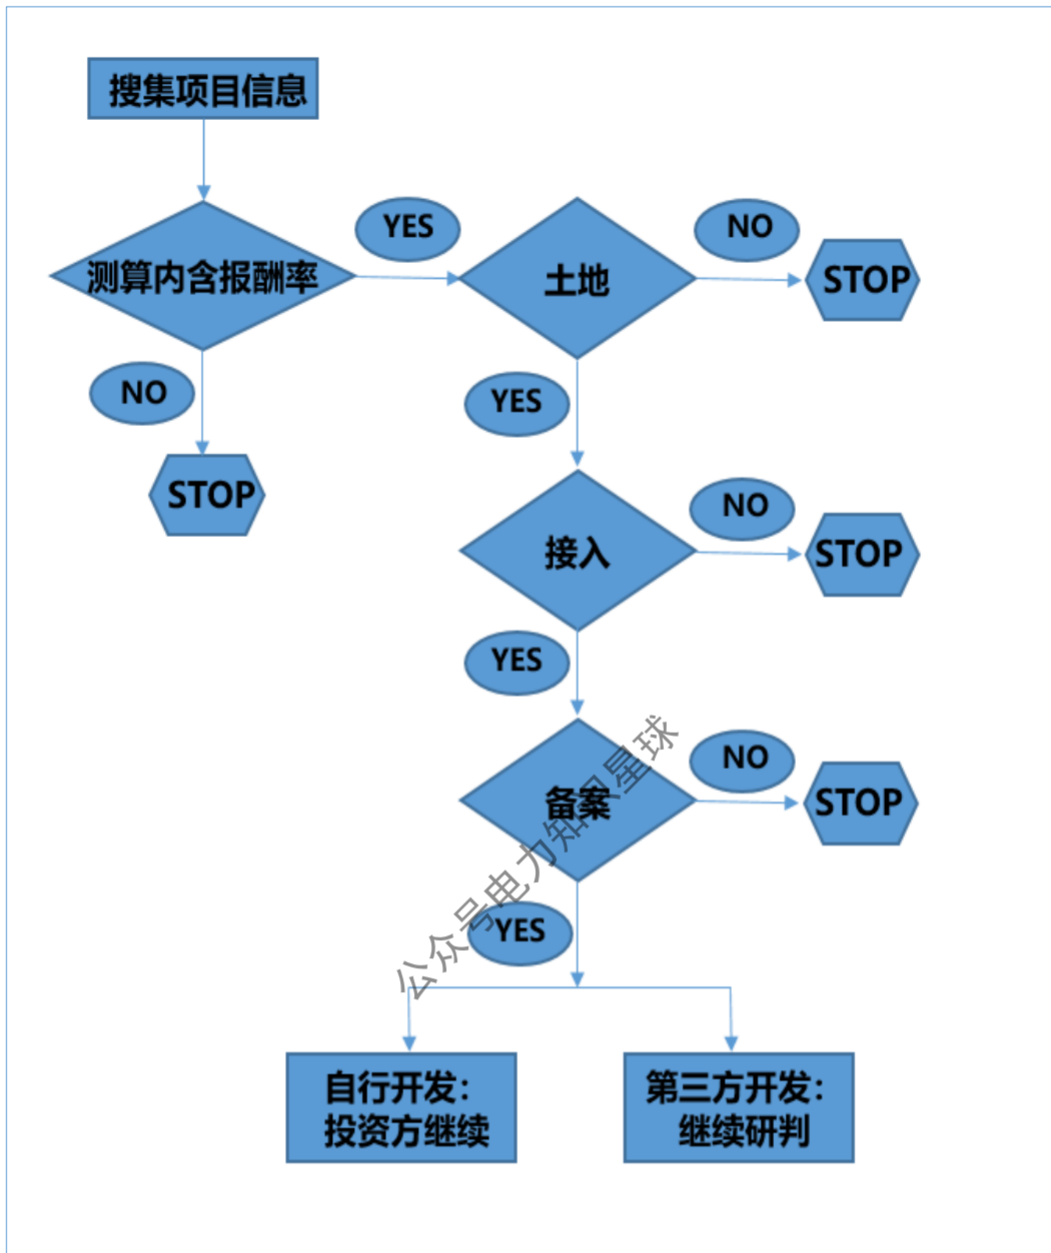 搜集项目信息
测算内含报酬率
YES
土地
NO
STOP
NO
STOP
YES
接入
NO
STOP
YES
备案
NO
STOP
YES
自行开发：
投资方继续
第三方开发：
继续研判
公众号电力知识星球